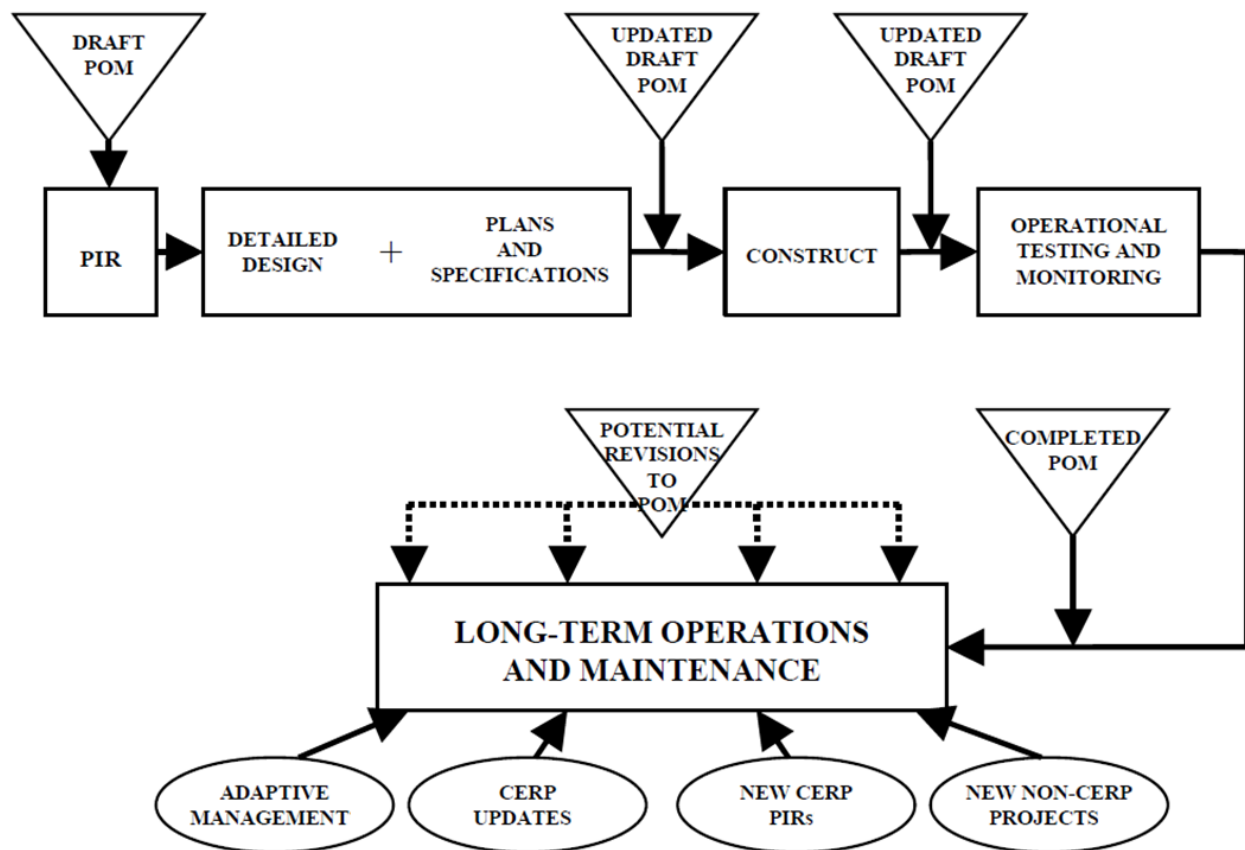 DRAFT
POM
UPDATED
DRAFT
POM
UPDATED
DRAFT
POM
PIR
DETAILED
DESIGN
+
PLANS
AND
SPECIFICATIONS
CONSTRUCT
OPERATIONAL
TESTING AND
MONITORING
POTENTIAL
REVISIONS
TO
POM
COMPLETED
POM
LONG-TERM OPERATIONS
AND MAINTENANCE
ADAPTIVE
MANAGEMENT
CERP
UPDATES
NEW CERP
PIRs
NEW NON-CERP
PROJECTS